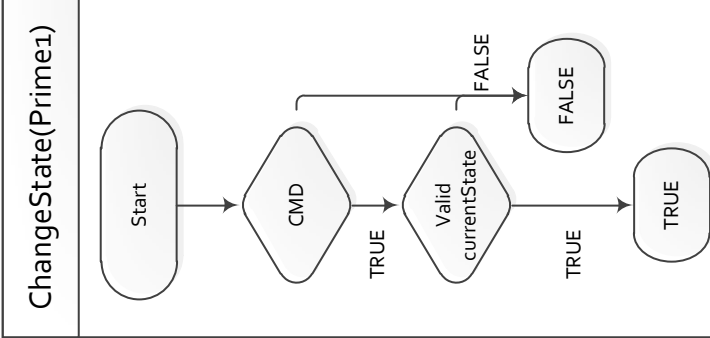 ChangeState(Prime1)
Start
CMD
TRUE
Valid
currentState
FALSE
FALSE
TRUE
TRUE